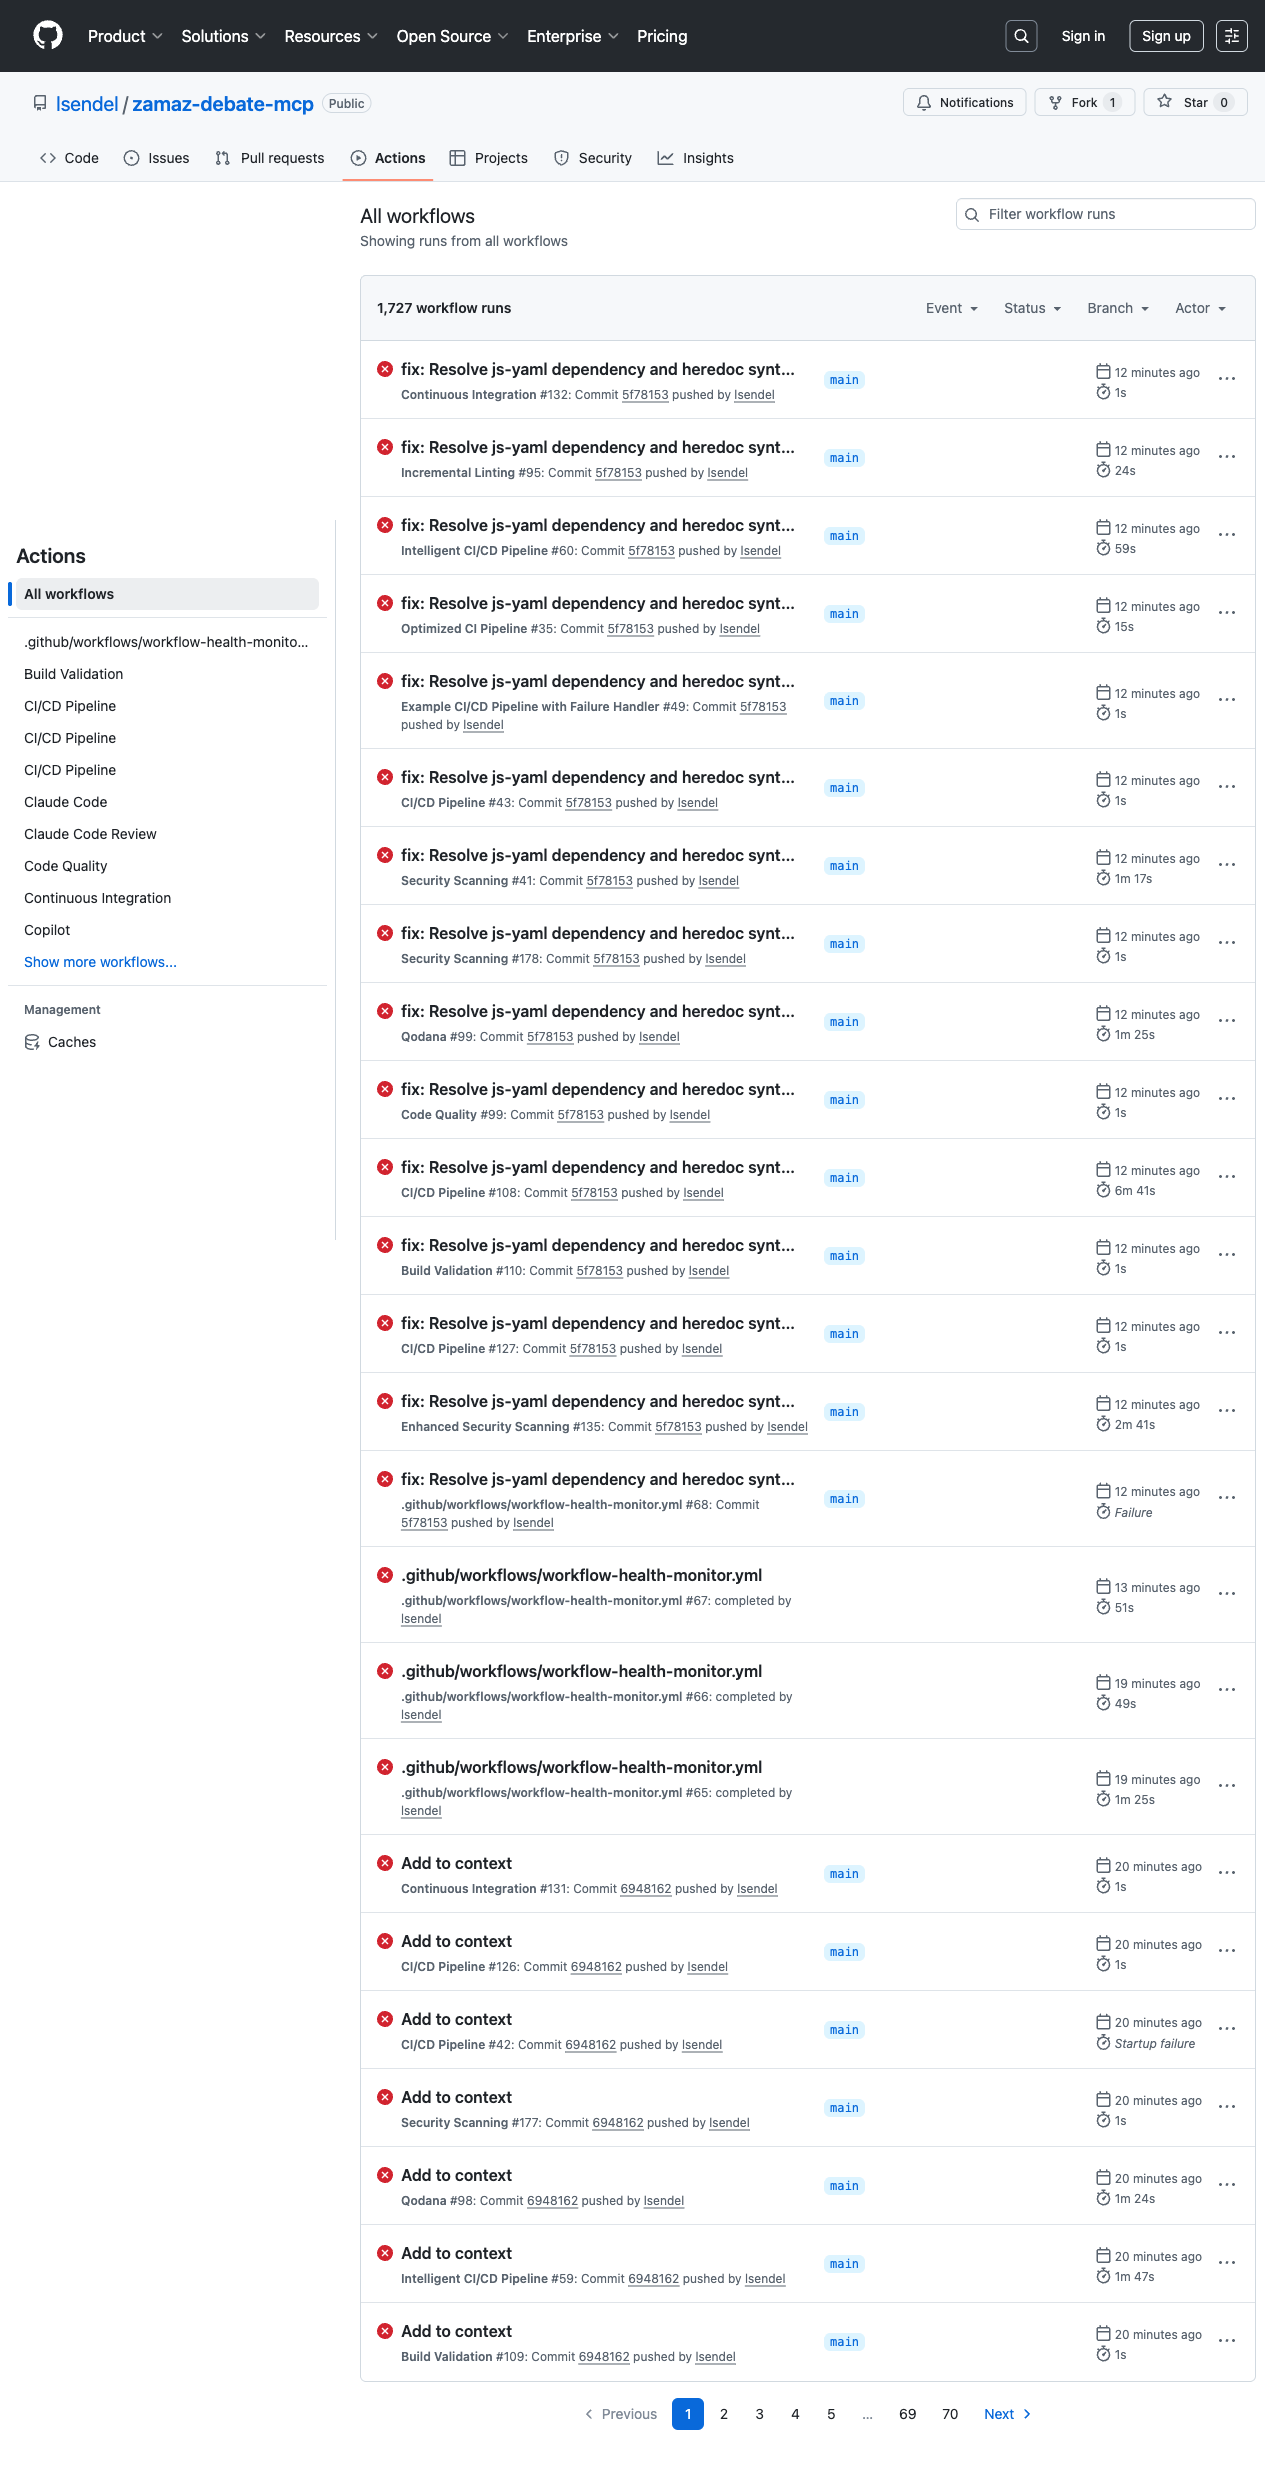 Product
Solutions
Resources
Open Source
Enterprise
Pricing
Sign in
Sign up
lsendel / zamaz-debate-mcp Public
Notifications
Fork 1
Star 0
Code
Issues
Pull requests
Actions
Projects
Security
Insights
Actions
All workflows
.github/workflows/workflow-health-monito...
Build Validation
CI/CD Pipeline
CI/CD Pipeline
CI/CD Pipeline
Claude Code
Claude Code Review
Code Quality
Continuous Integration
Copilot
Show more workflows...
Management
Caches
All workflows
Showing runs from all workflows
Filter workflow runs
1,727 workflow runs
Event
Status
Branch
Actor
fix: Resolve js-yaml dependency and heredoc synt...
Continuous Integration #132: Commit 5f78153 pushed by lsendel
main
12 minutes ago
1s
fix: Resolve js-yaml dependency and heredoc synt...
Incremental Linting #95: Commit 5f78153 pushed by lsendel
main
12 minutes ago
24s
fix: Resolve js-yaml dependency and heredoc synt...
Intelligent CI/CD Pipeline #60: Commit 5f78153 pushed by lsendel
main
12 minutes ago
59s
fix: Resolve js-yaml dependency and heredoc synt...
Optimized CI Pipeline #35: Commit 5f78153 pushed by lsendel
main
12 minutes ago
15s
fix: Resolve js-yaml dependency and heredoc synt...
Example CI/CD Pipeline with Failure Handler #49: Commit 5f78153
pushed by lsendel
main
12 minutes ago
1s
fix: Resolve js-yaml dependency and heredoc synt...
CI/CD Pipeline #43: Commit 5f78153 pushed by lsendel
main
12 minutes ago
1s
fix: Resolve js-yaml dependency and heredoc synt...
Security Scanning #41: Commit 5f78153 pushed by lsendel
main
12 minutes ago
1m 17s
fix: Resolve js-yaml dependency and heredoc synt...
Security Scanning #178: Commit 5f78153 pushed by lsendel
main
12 minutes ago
1s
fix: Resolve js-yaml dependency and heredoc synt...
Qodana #99: Commit 5f78153 pushed by lsendel
main
12 minutes ago
1m 25s
fix: Resolve js-yaml dependency and heredoc synt...
Code Quality #99: Commit 5f78153 pushed by lsendel
main
12 minutes ago
1s
fix: Resolve js-yaml dependency and heredoc synt...
CI/CD Pipeline #108: Commit 5f78153 pushed by lsendel
main
12 minutes ago
6m 41s
fix: Resolve js-yaml dependency and heredoc synt...
Build Validation #110: Commit 5f78153 pushed by lsendel
main
12 minutes ago
1s
fix: Resolve js-yaml dependency and heredoc synt...
CI/CD Pipeline #127: Commit 5f78153 pushed by lsendel
main
12 minutes ago
1s
fix: Resolve js-yaml dependency and heredoc synt...
Enhanced Security Scanning #135: Commit 5f78153 pushed by lsendel
main
12 minutes ago
2m 41s
fix: Resolve js-yaml dependency and heredoc synt...
.github/workflows/workflow-health-monitor.yml #68: Commit
5f78153 pushed by lsendel
main
12 minutes ago
Failure
.github/workflows/workflow-health-monitor.yml
.github/workflows/workflow-health-monitor.yml #67: completed by
lsendel
13 minutes ago
51s
.github/workflows/workflow-health-monitor.yml
.github/workflows/workflow-health-monitor.yml #66: completed by
lsendel
19 minutes ago
49s
.github/workflows/workflow-health-monitor.yml
.github/workflows/workflow-health-monitor.yml #65: completed by
lsendel
19 minutes ago
1m 25s
Add to context
Continuous Integration #131: Commit 6948162 pushed by lsendel
main
20 minutes ago
1s
Add to context
CI/CD Pipeline #126: Commit 6948162 pushed by lsendel
main
20 minutes ago
1s
Add to context
CI/CD Pipeline #42: Commit 6948162 pushed by lsendel
main
20 minutes ago
Startup failure
Add to context
Security Scanning #177: Commit 6948162 pushed by lsendel
main
20 minutes ago
1s
Add to context
Qodana #98: Commit 6948162 pushed by lsendel
main
20 minutes ago
1m 24s
Add to context
Intelligent CI/CD Pipeline #59: Commit 6948162 pushed by lsendel
main
20 minutes ago
1m 47s
Add to context
Build Validation #109: Commit 6948162 pushed by lsendel
main
20 minutes ago
1s
Previous 1 2 3 4 5 … 69 70 Next